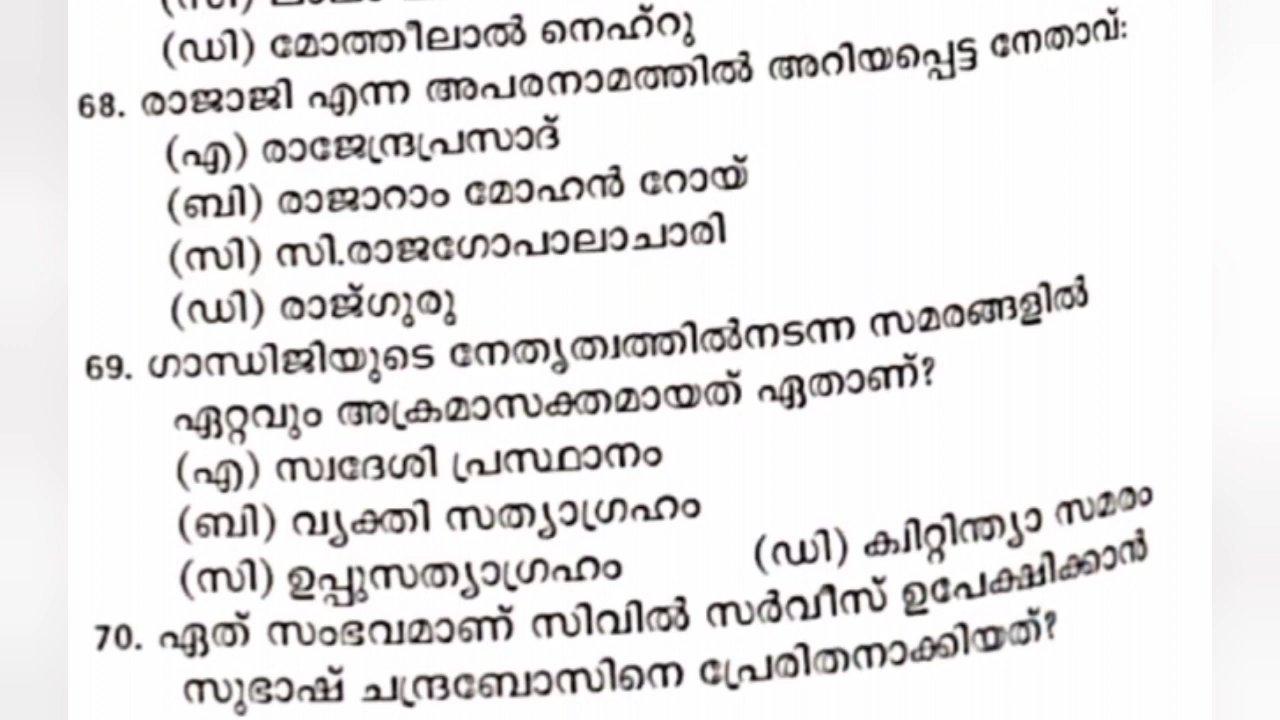 (ഡി) മോത്തീലാൽ നെഹ്റു
68. രാജാജി എന്ന അപരനാമത്തിൽ അറിയപ്പെട്ട നേതാവ്:
(എ) രാജേന്ദ്രപ്രസാദ്
(ബി) രാജാറാം മോഹൻ റോയ്
(സി) സി.രാജഗോപാലാചാരി
(ഡി) രാജ്ഗുരു
69. ഗാന്ധിജിയുടെ നേതൃത്വത്തിൽനടന്ന സമരങ്ങളിൽ
ഏറ്റവും അക്രമാസക്തമായത് ഏതാണ്?
(എ) സ്വദേശി പ്രസ്ഥാനം
(ബി) വ്യക്തി സത്യാഗ്രഹം
(സി) ഉപ്പുസത്യാഗ്രഹം (ഡി) ക്വിറ്റിന്ത്യാ സമരം
70. ഏത് സംഭവമാണ് സിവിൽ സർവീസ് ഉപേക്ഷിക്കാൻ
സുഭാഷ് ചന്ദ്രബോസിനെ പ്രേരിതനാക്കിയത്?